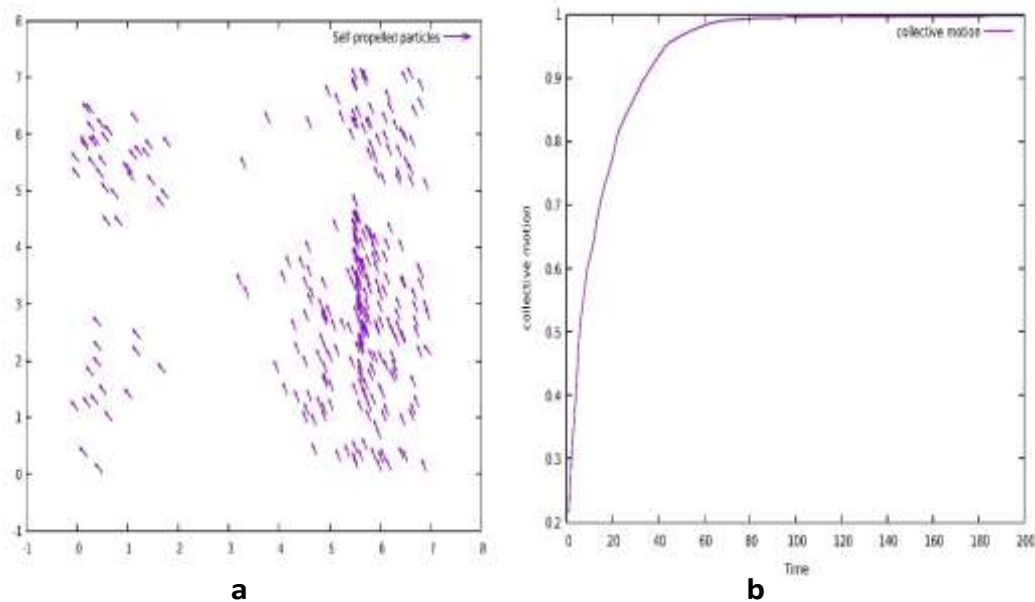 8
7
6
5
4
3
2
1
0
-1
-1 0 1 2 3 4 5 6 7 8
Self-propelled particles
a
1
0.9
0.8
0.7
0.6
0.5
0.4
0.3
0.2
0 20 40 60 80 100 120 140 160 180 200
collective motion
collective motion
Time
b